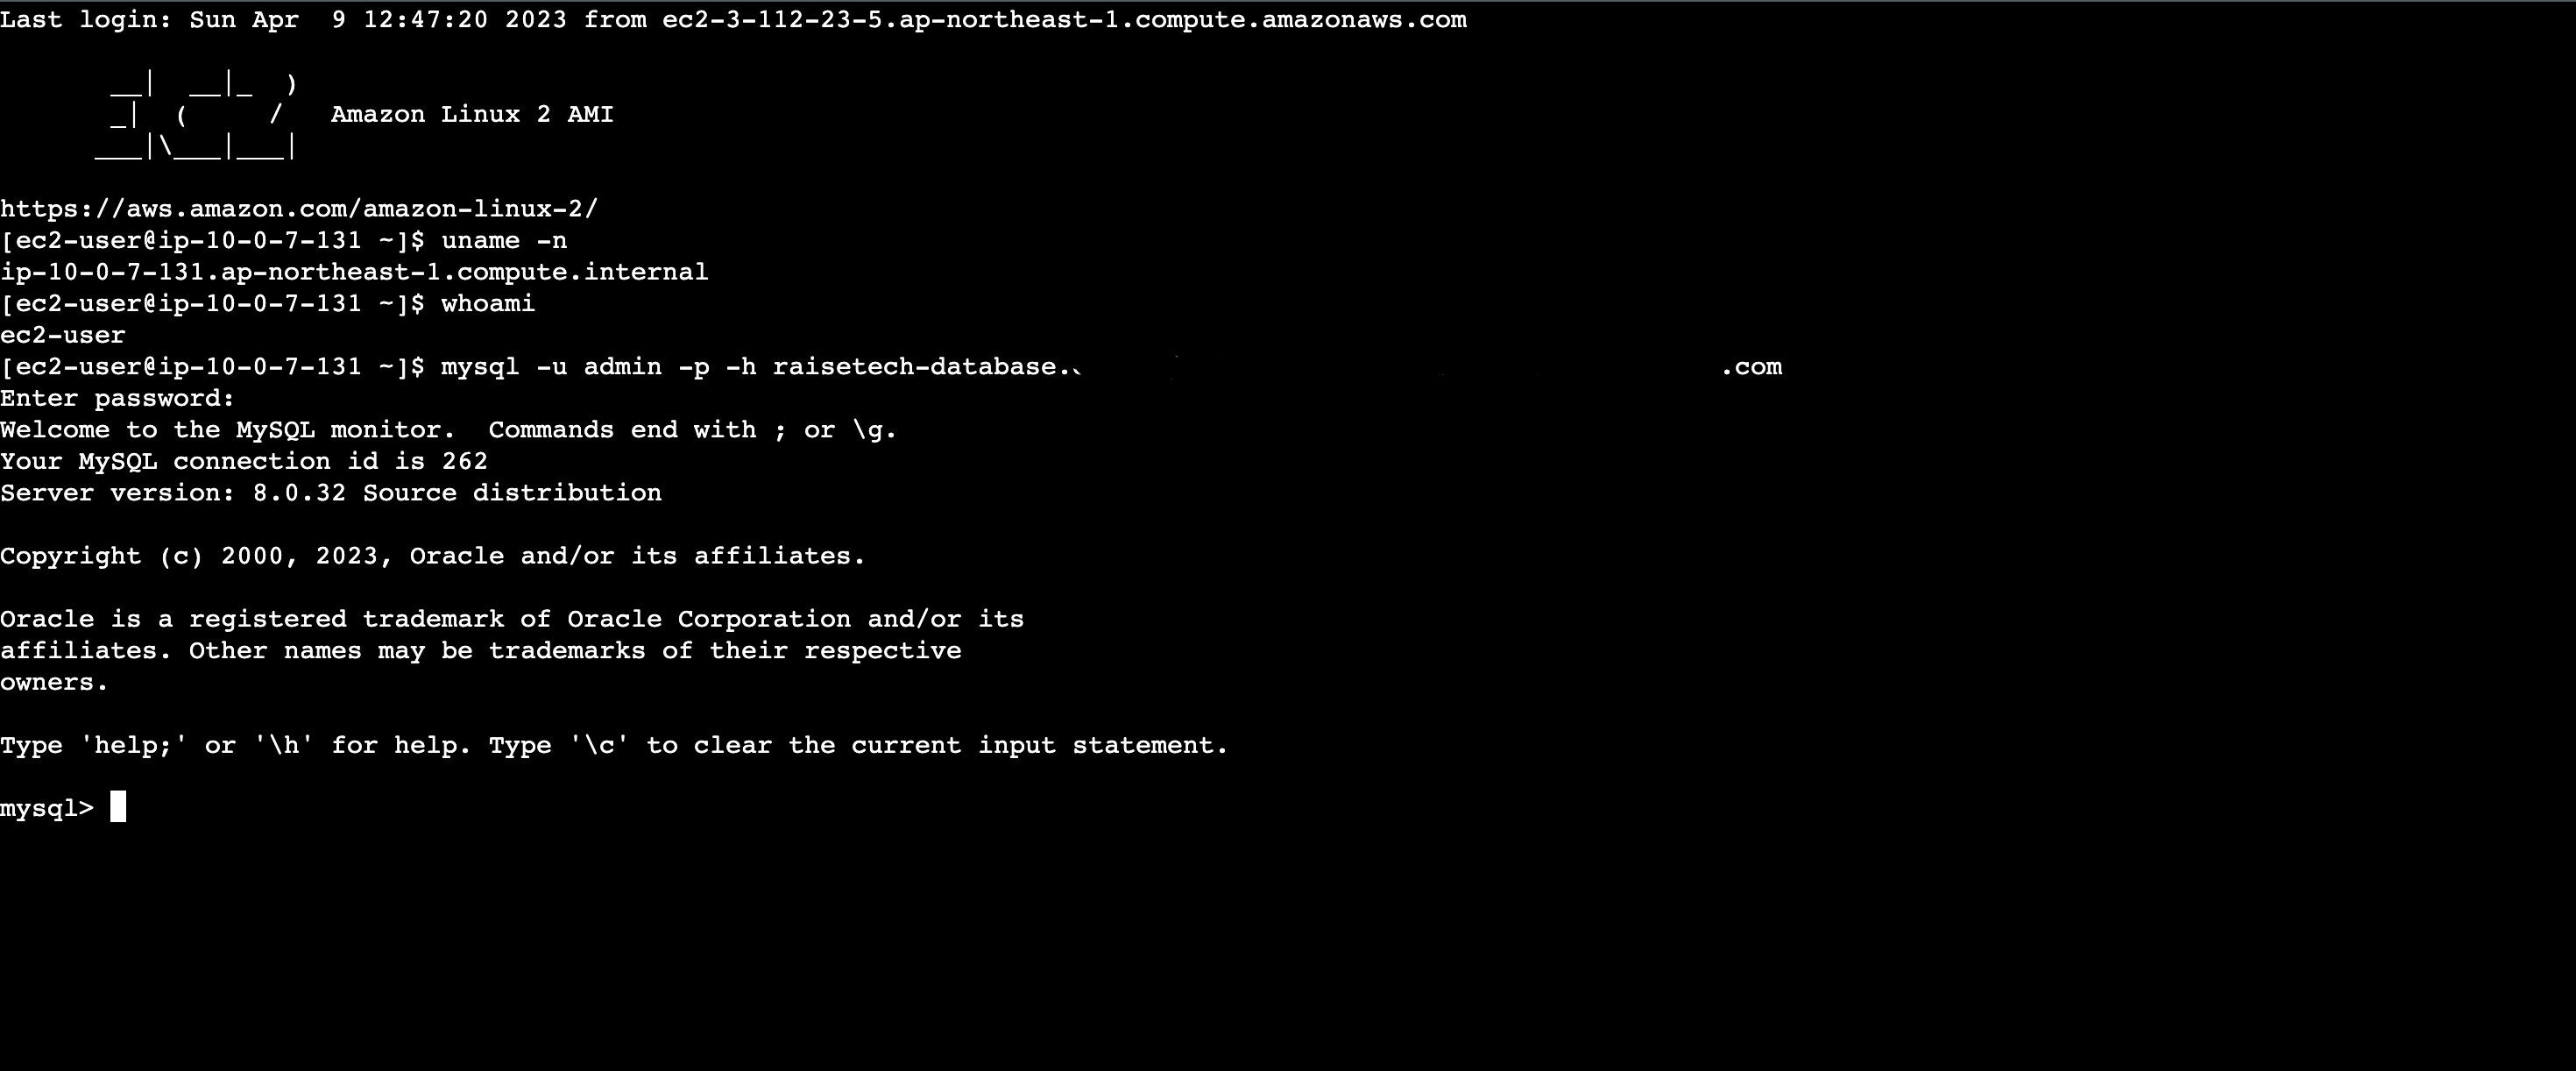 Last login: Sun Apr  9 12:47:20 2023 from ec2-3-112-23-5.ap-northeast-1.compute.amazonaws.com

       __|  __|_  )
       _|  (     /   Amazon Linux 2 AMI
      ___|\___|___|

https://aws.amazon.com/amazon-linux-2/
[ec2-user@ip-10-0-7-131 ~]$ uname -n
ip-10-0-7-131.ap-northeast-1.compute.internal
[ec2-user@ip-10-0-7-131 ~]$ whoami
ec2-user
[ec2-user@ip-10-0-7-131 ~]$ mysql -u admin -p -h raisetech-database. .com
Enter password:
Welcome to the MySQL monitor.  Commands end with ; or \g.
Your MySQL connection id is 262
Server version: 8.0.32 Source distribution

Copyright (c) 2000, 2023, Oracle and/or its affiliates.

Oracle is a registered trademark of Oracle Corporation and/or its
affiliates. Other names may be trademarks of their respective
owners.

Type 'help;' or '\h' for help. Type '\c' to clear the current input statement.

mysql>